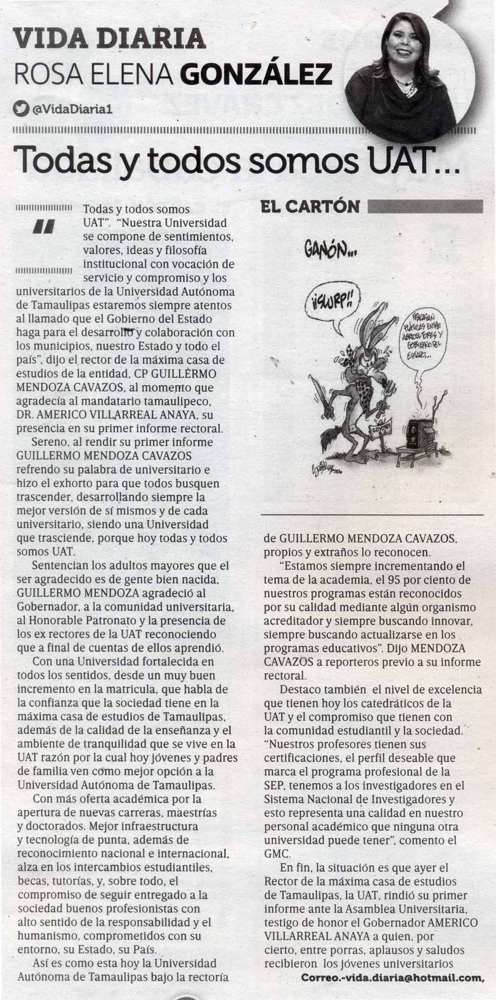 VIDA DIARIA
ROSA ELENA GONZÁLEZ
@VidaDiaria1
Todas y todos somos UAT...
“
Todas y todos somos
UAT”. “Nuestra Universidad
se compone de sentimientos,
valores, ideas y filosofía
institucional con vocación de
servicio y compromiso y los
universitarios de la Universidad Autónoma
de Tamaulipas estaremos siempre atentos
al llamado que el Gobierno del Estado
haga para el desarrollo y colaboración con
los municipios, nuestro Estado y todo el
país”, dijo el rector de la máxima casa de
estudios de la entidad, CP GUILLERMO
MENDOZA CAVAZOS, al momento que
agradecía al mandatario tamaulipeco,
DR. AMERICO VILLARREAL ANAYA, su
presencia en su primer informe rectoral.
Sereno, al rendir su primer informe
GUILLERMO MENDOZA CAVAZOS
refrendo su palabra de universitario e
hizo el exhorto para que todos busquen
trascender, desarrollando siempre la
mejor versión de sí mismos y de cada
universitario, siendo una Universidad
que trasciende, porque hoy todas y todos
somos UAT.
Sentencian los adultos mayores que el
ser agradecido es de gente bien nacida,
GUILLERMO MENDOZA agradeció al
Gobernador, a la comunidad universitaria,
al Honorable Patronato y la presencia de
los ex rectores de la UAT reconociendo
que a final de cuentas de ellos aprendió.
Con una Universidad fortalecida en
todos los sentidos, desde un muy buen
incremento en la matricula, que habla de
la confianza que la sociedad tiene en la
máxima casa de estudios de Tamaulipas,
además de la calidad de la enseñanza y el
ambiente de tranquilidad que se vive en la
UAT razón por la cual hoy jóvenes y padres
de familia ven como mejor opción a la
Universidad Autónoma de Tamaulipas.
Con más oferta académica por la
apertura de nuevas carreras, maestrías
y doctorados. Mejor infraestructura
y tecnología de punta, además de
reconocimiento nacional e internacional,
alza en los intercambios estudiantiles,
becas, tutorías, y, sobre todo, el
compromiso de seguir entregado a la
sociedad buenos profesionistas con
alto sentido de la responsabilidad y el
humanismo, comprometidos con su
entorno, su Estado, su País.
Así es como esta hoy la Universidad
Autónoma de Tamaulipas bajo la rectoría
EL CARTÓN
GANÓN...
¡¡SLURP!!
FRACASAN
PLÁTICAS ENTRE
AGRICULTORES Y
GOBIERNO DEL
ESTADO...
COYOTES
de GUILLERMO MENDOZA CAVAZOS,
propios y extraños lo reconocen.
“Estamos siempre incrementando el
tema de la academia, el 95 por ciento de
nuestros programas están reconocidos
por su calidad mediante algún organismo
acreditador y siempre buscando innovar,
siempre buscando actualizarse en los
programas educativos”. Dijo MENDOZA
CAVAZOS a reporteros previo a su informe
rectoral.
Destaco también el nivel de excelencia
que tienen hoy los catedráticos de la
UAT y el compromiso que tienen con
la comunidad estudiantil y la sociedad.
“Nuestros profesores tienen sus
certificaciones, el perfil deseable que
marca el programa profesional de la
SEP, tenemos a los investigadores en el
Sistema Nacional de Investigadores y
esto representa una calidad en nuestro
personal académico que ninguna otra
universidad puede tener”, comento el
GMC.
En fin, la situación es que ayer el
Rector de la máxima casa de estudios
de Tamaulipas, la UAT, rindió su primer
informe ante la Asamblea Universitaria,
testigo de honor el Gobernador AMERICO
VILLARREAL ANAYA a quien, por
cierto, entre porras, aplausos y saludos
recibieron los jóvenes universitarios
Correo.-vida.diaria@hotmail.com,